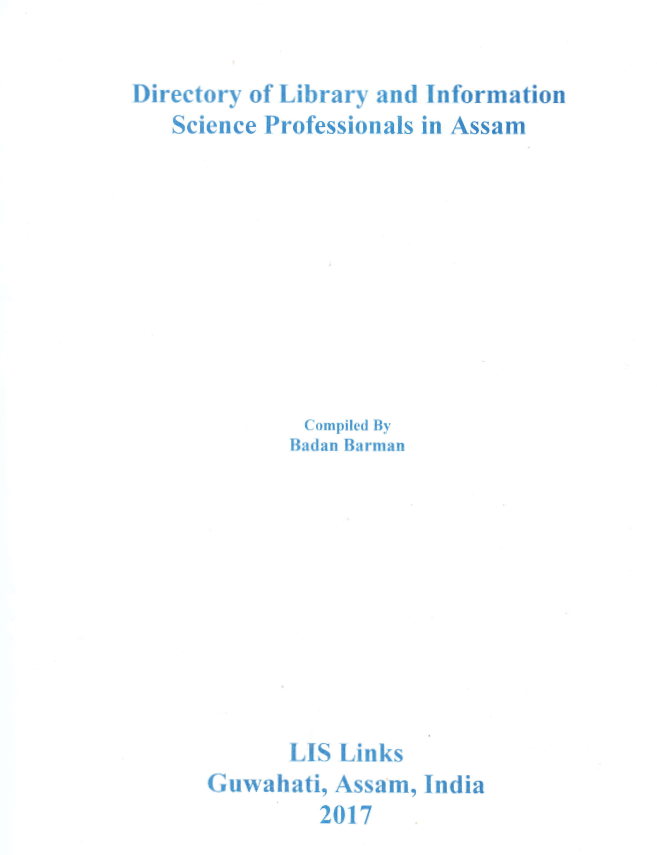 Directory of Library and Information
Science Professionals in Assam
Compiled By
Badan Barman
LIS Links
Guwahati, Assam, India
2017